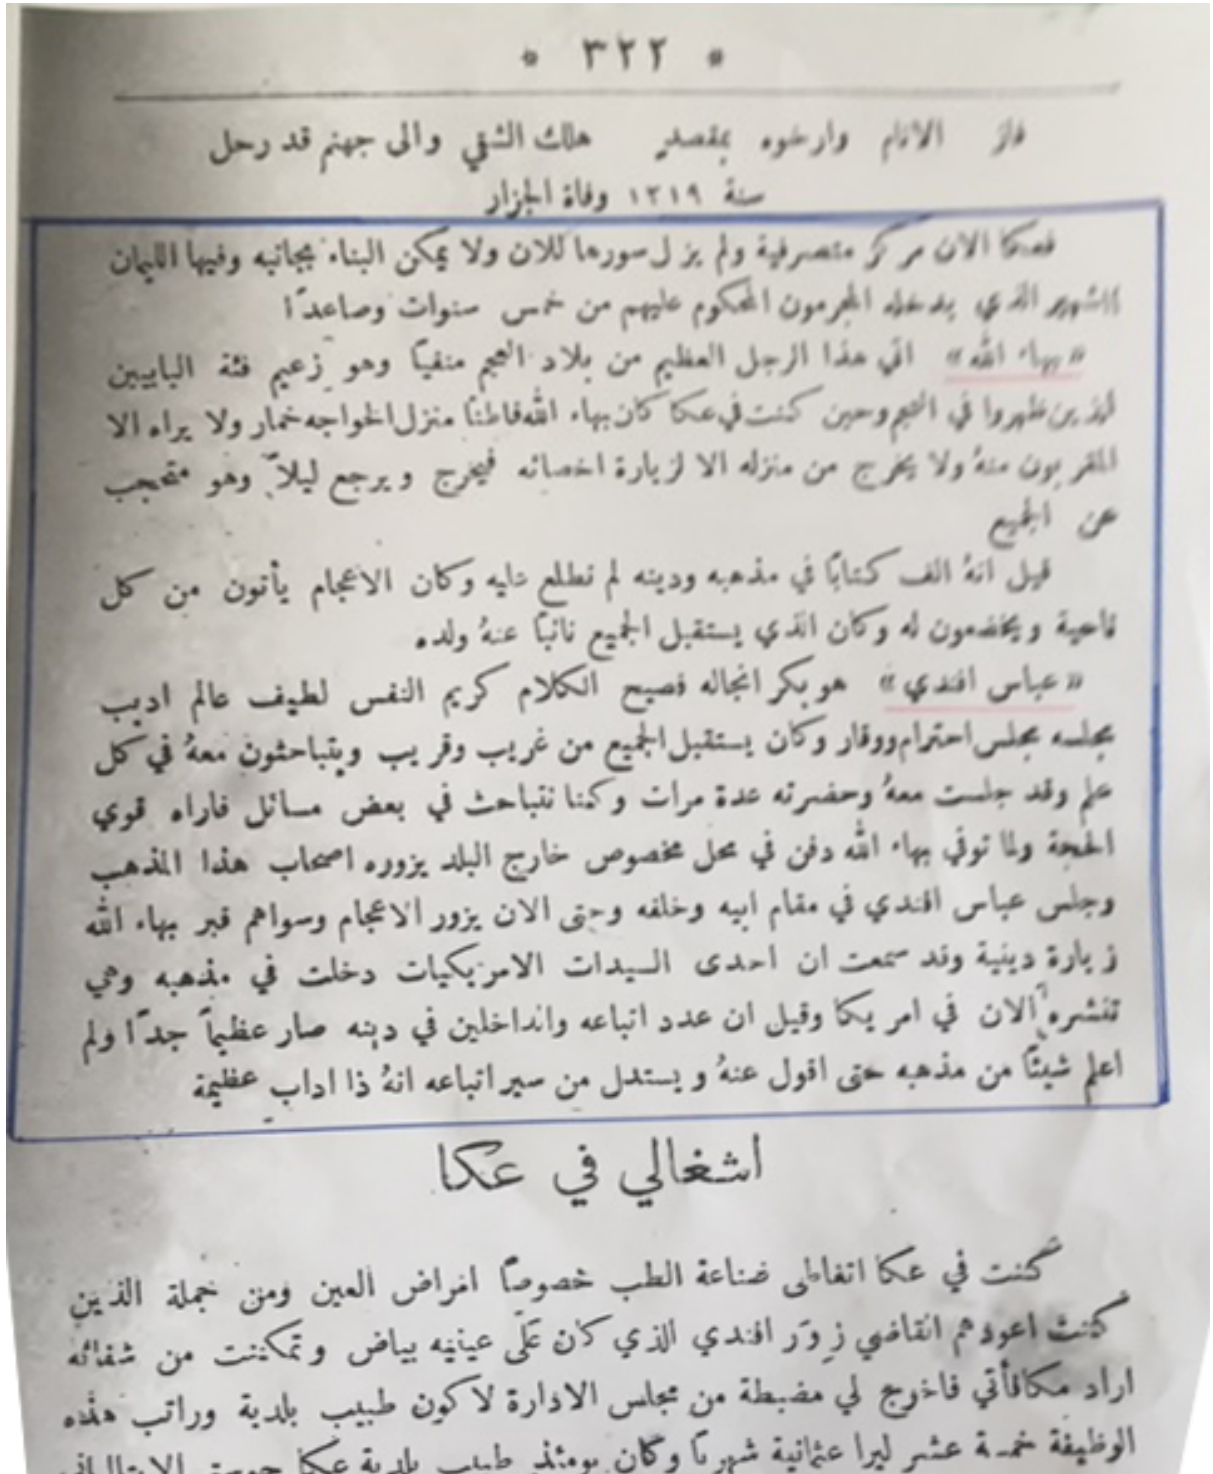 * ٣٢٢ *
فاز الانام وارخوه بمقصد هلك الشقي والى جهنم قد رحل
سنة ١٢١٩ وفاة الجزار
فعكا الان مركز متصرفية ولم يزل سورها للان ولا يمكن البناء بجانبه وفيها الليمان
الشهير الذي يدخله المجرمون المحكوم عليهم من خمس سنوات وصاعدًا
«بهاء الله» اتى هذا الرجل العظيم من بلاد العجم منفيًا وهو زعيم فئة البابيين
الذين ظهروا في العجم وحين كنت في عكا كان بهاء الله قاطنًا منزل الخواجه خمار ولا يراه الا
المقربون منهُ ولا يخرج من منزله الا لزيارة اخصائه فيخرج ويرجع ليلاً وهو متحجب
عن الجميع
قيل انهُ الف كتابًا في مذهبه ودينه لم نطلع عليه وكان الاعجام يأتون من كل
ناحية ويخضعون له وكان الذي يستقبل الجميع نائبًا عنهُ ولده
«عباس افندي» هو بكر انجاله فصيح الكلام كريم النفس لطيف عالم اديب
مجلسه مجلس احترام ووقار وكان يستقبل الجميع من غريب وقريب ويتباحثون معهُ في كل
علم وقد جلست معهُ وحضرته عدة مرات وكنا نتباحث في بعض مسائل فاراه قوي
الحجة ولما توفي بهاء الله دفن في محل مخصوص خارج البلد يزوره اصحاب هذا المذهب
وجلس عباس افندي في مقام ابيه وخلفه وحتى الان يزور الاعجام وسواهم قبر بهاء الله
زيارة دينية وقد سمعت ان احدى السيدات الامريكيات دخلت في مذهبه وهي
تنشره الان في امريكا وقيل ان عدد اتباعه والداخلين في دينه صار عظيماً جدًا ولم
اعلم شيئًا من مذهبه حتى اقول عنهُ ويستدل من سير اتباعه انهُ ذا اداب عظيمة
اشغالي في عكا
كنت في عكا اتعاطى صناعة الطب خصوصًا امراض العين ومن جملة الذين
كنت اعودهم القاضي افندي الذي كان على عينيه بياض وتمكنت من شفائه
اراد مكافأتي فاخرج لي مضبطة من مجلس الادارة لاكون طبيب بلدية وراتب هذه
الوظيفة خمسة عشر ليرا عثمانية شهريًا وكان يومئذ طبيب بلدية عكا